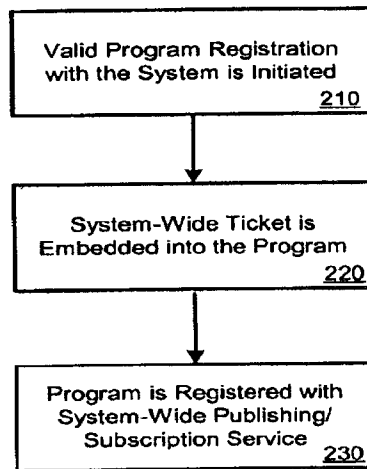 Valid Program Registration
with the System is Initiated
210
System-Wide Ticket is
Embedded into the Program
220
Program is Registered with
System-Wide Publishing/
Subscription Service
230